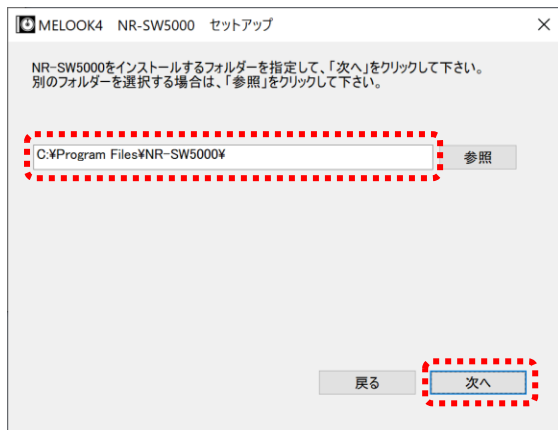 MELOOK4 NR-SW5000 セットアップ
NR-SW5000をインストールするフォルダーを指定して、「次へ」をクリックして下さい。
別のフォルダーを選択する場合は、「参照」をクリックして下さい。
C:¥Program Files¥NR-SW5000¥
参照
戻る
次へ